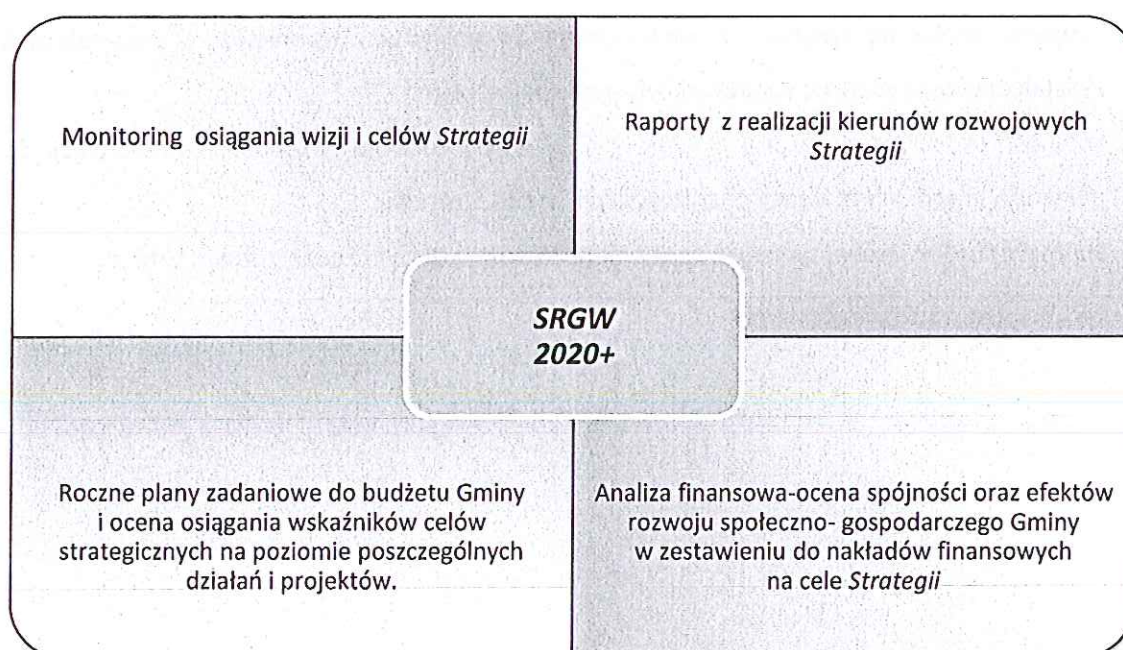 Monitoring osiągania wizji i celów Strategii
Raporty z realizacji kierunów rozwojowych
Strategii
SRGW
2020+
Roczne plany zadaniowe do budżetu Gminy
i ocena osiągania wskaźników celów
strategicznych na poziomie poszczególnych
działań i projektów.
Analiza finansowa-ocena spójności oraz efektów
rozwoju społeczno- gospodarczego Gminy
w zestawieniu do nakładów finansowych
na cele Strategii